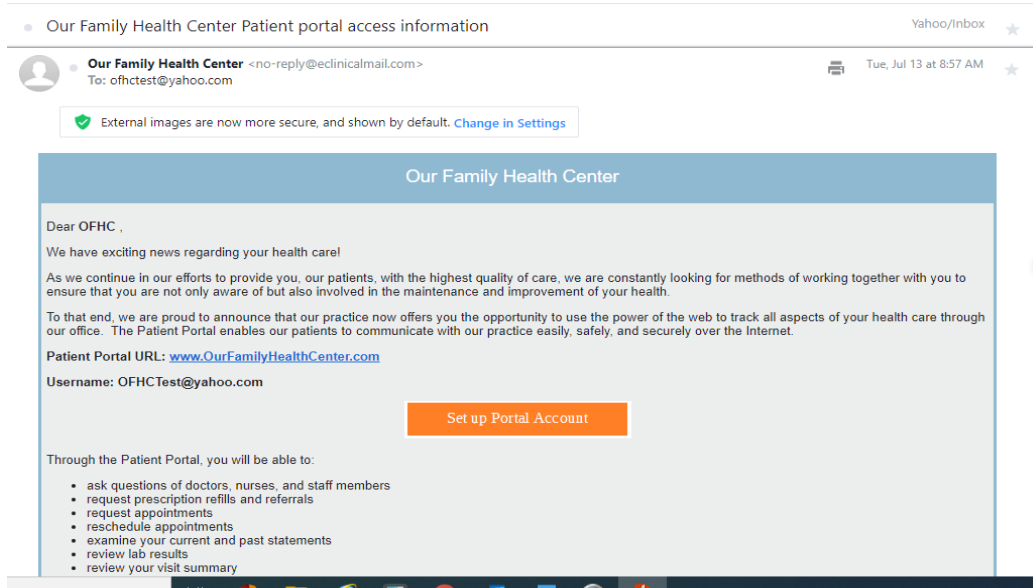 Our Family Health Center Patient portal access information
Yahoo/Inbox
Our Family Health Center <no-reply@eclinicalmail.com>
To: ofhctest@yahoo.com
Tue, Jul 13 at 8:57 AM
External images are now more secure, and shown by default. Change in Settings
Our Family Health Center
Dear OFHC ,
We have exciting news regarding your health care!
As we continue in our efforts to provide you, our patients, with the highest quality of care, we are constantly looking for methods of working together with you to
ensure that you are not only aware of but also involved in the maintenance and improvement of your health.
To that end, we are proud to announce that our practice now offers you the opportunity to use the power of the web to track all aspects of your health care through
our office. The Patient Portal enables our patients to communicate with our practice easily, safely, and securely over the Internet.
Patient Portal URL: www.OurFamilyHealthCenter.com
Username: OFHCTest@yahoo.com
Set up Portal Account
Through the Patient Portal, you will be able to:
• ask questions of doctors, nurses, and staff members
• request prescription refills and referrals
• request appointments
• reschedule appointments
• examine your current and past statements
• review lab results
• review your visit summary